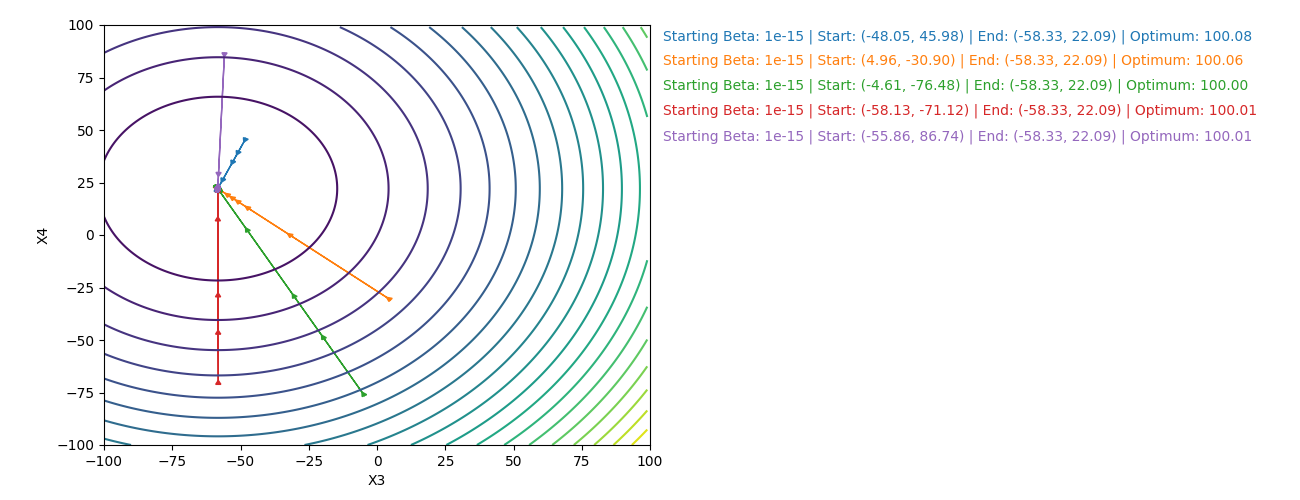 Starting Beta: 1e-15 | Start: (-48.05, 45.98) | End: (-58.33, 22.09) | Optimum: 100.08
Starting Beta: 1e-15 | Start: (4.96, -30.90) | End: (-58.33, 22.09) | Optimum: 100.06
Starting Beta: 1e-15 | Start: (-4.61, -76.48) | End: (-58.33, 22.09) | Optimum: 100.00
Starting Beta: 1e-15 | Start: (-58.13, -71.12) | End: (-58.33, 22.09) | Optimum: 100.01
Starting Beta: 1e-15 | Start: (-55.86, 86.74) | End: (-58.33, 22.09) | Optimum: 100.01
100
75
50
25
0
−25
−50
−75
−100
X4
−100 −75 −50 −25 0 25 50 75 100
X3